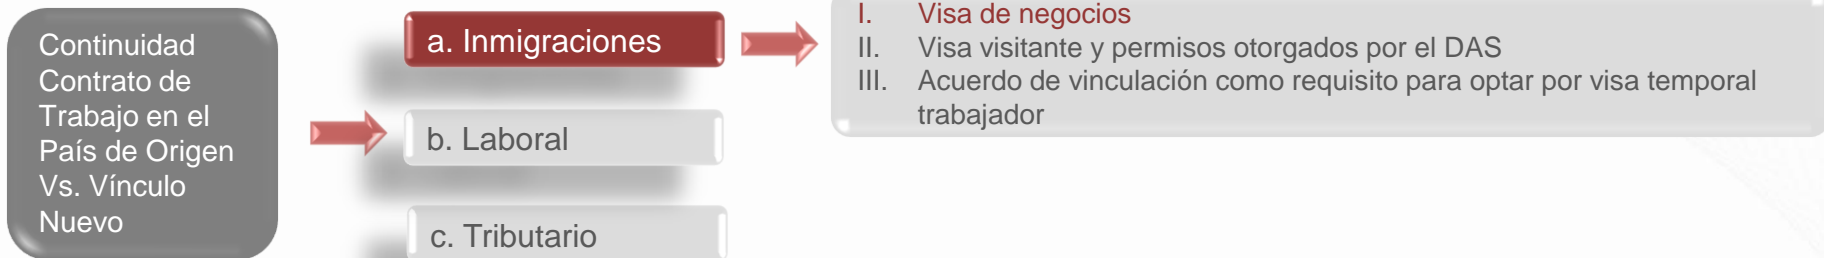 Continuidad
Contrato de
Trabajo en el
País de Origen
Vs. Vínculo
Nuevo
a. Inmigraciones
b. Laboral
c. Tributario
I. Visa de negocios
II. Visa visitante y permisos otorgados por el DAS
III. Acuerdo de vinculación como requisito para optar por visa temporal
trabajador